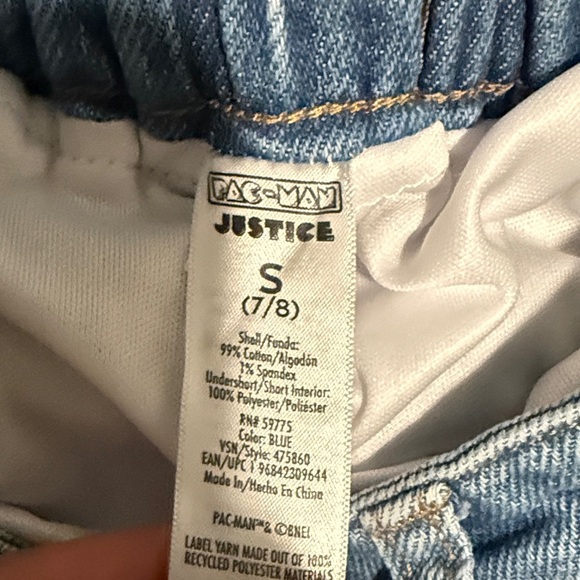 PAC-MAN
JUSTICE
S
(7/8)
Shell/Funda:
99% Cotton/Algodón
1% Spandex
Undershort/Short Interior:
100% Polyester/Poliéster
RN# 59775
Color: BLUE
VSN/Style: 475860
EAN/UPC 1 96842309644
Made In/Hecho En China
PAC-MAN™& ©BNEI
LABEL YARN MADE OUT OF 100%
RECYCLED POLYESTER MATERIALS